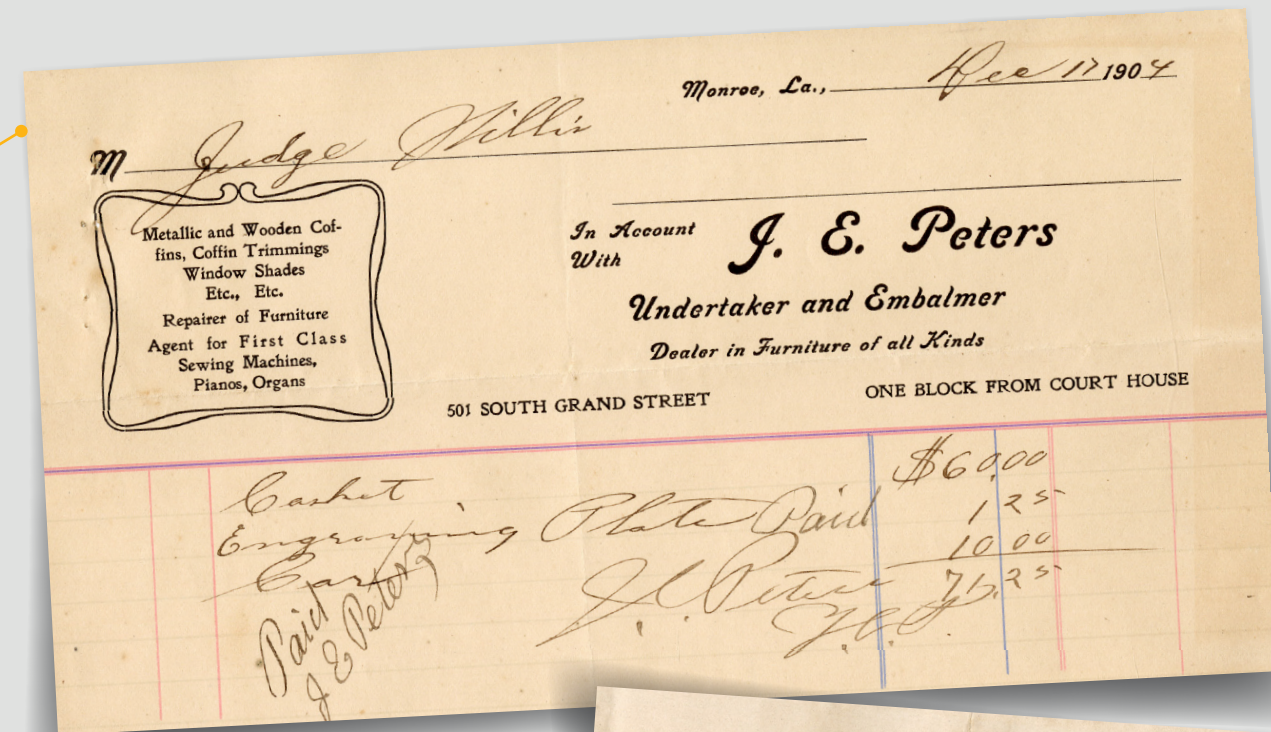 Monroe, La., Dec 17 1904
M Judge Willis
Metallic and Wooden Cof-
fins, Coffin Trimmings
Window Shades
Etc., Etc.
Repairer of Furniture
Agent for First Class
Sewing Machines,
Pianos, Organs
In Account
With
J. E. Peters
Undertaker and Embalmer
Dealer in Furniture of all Kinds
501 SOUTH GRAND STREET
ONE BLOCK FROM COURT HOUSE
Casket $60.00
Engraving Plate Paid 1 25
10 00
J. E. Peters 71.25
Paid
J E Peters